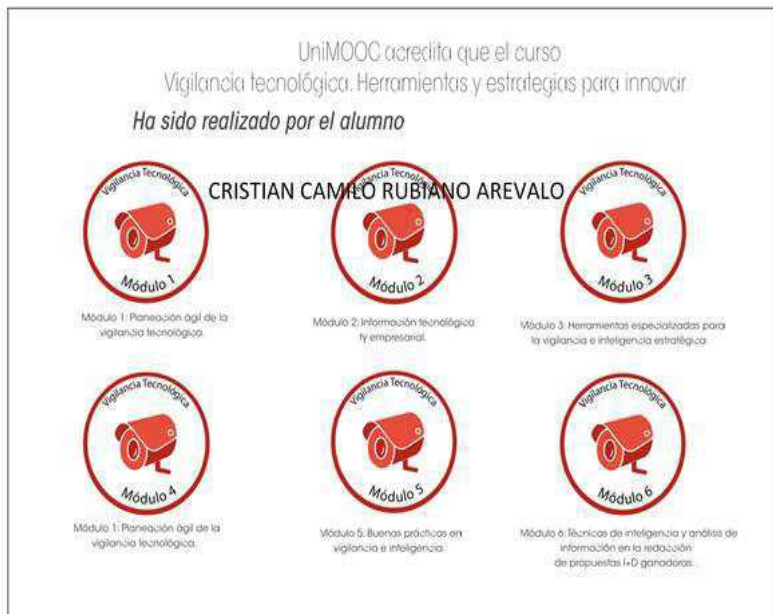 UniMOOC acredita que el curso
Vigilancia tecnológica. Herramientas y estrategias para innovar.
Ha sido realizado por el alumno
CRISTIAN CAMILO RUBIANO AREVALO
Vigilancia Tecnológica
Módulo 1
Vigilancia Tecnológica
Módulo 2
Vigilancia Tecnológica
Módulo 3
Módulo 1: Planeación ágil de la
vigilancia tecnológica.
Módulo 2: Información tecnológica
ty empresarial.
Módulo 3: Herramientas especializadas para
la vigilancia e inteligencia estratégica
Vigilancia Tecnológica
Módulo 4
Vigilancia Tecnológica
Módulo 5
Vigilancia Tecnológica
Módulo 6
Módulo 1: Planeación ágil de la
vigilancia tecnológica.
Módulo 5: Buenas prácticas en
vigilancia e inteligencia.
Módulo 6: Técnicas de inteligencia y análisis de
información en la redacción
de propuestas I+D ganadoras.